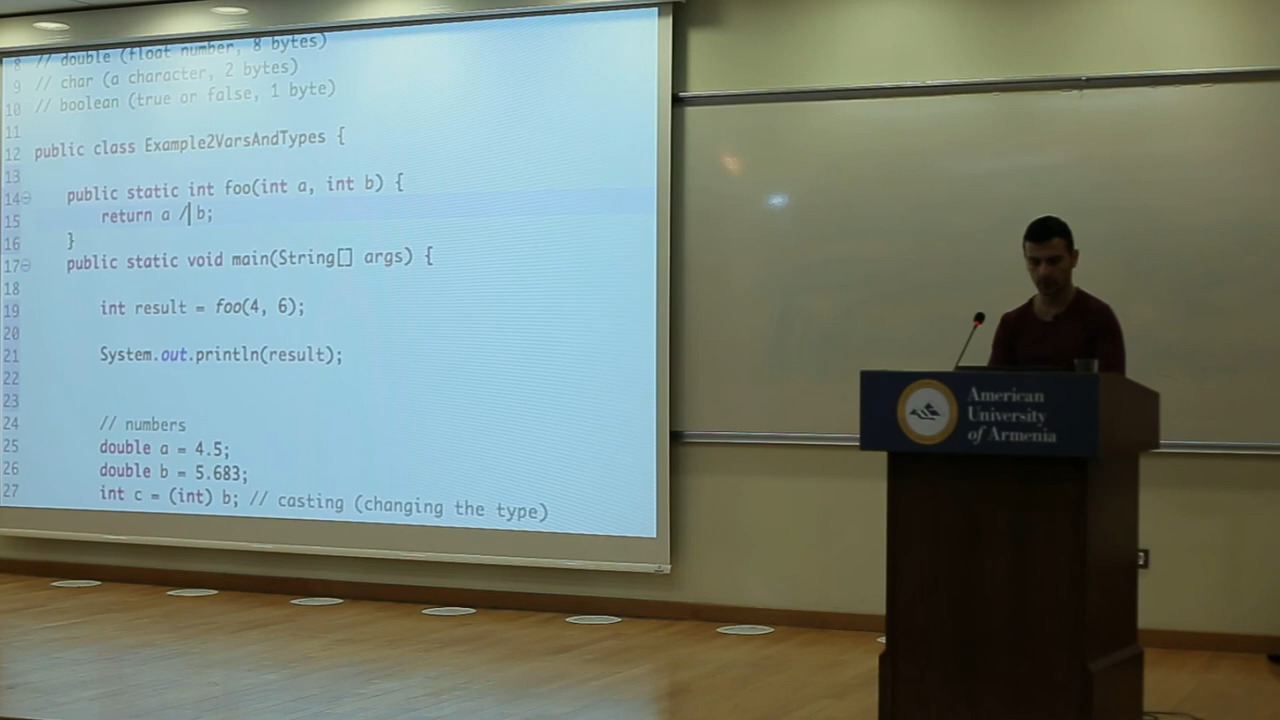 8 // double (float number, 8 bytes)
9 // char (a character, 2 bytes)
10 // boolean (true or false, 1 byte)
11
12 public class Example2VarsAndTypes {
13
14 public static int foo(int a, int b) {
15 return a / b;
16 }
17 public static void main(String[] args) {
18
19 int result = foo(4, 6);
20
21 System.out.println(result);
22
23
24 // numbers
25 double a = 4.5;
26 double b = 5.683;
27 int c = (int) b; // casting (changing the type)
American
University
of Armenia